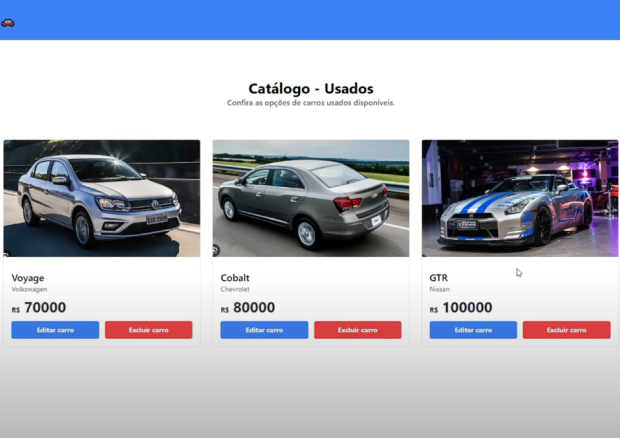 Catálogo - Usados
Confira as opções de carros usados disponíveis.
Voyage
Volkswagen
R$ 70000
Editar carro
Excluir carro
Cobalt
Chevrolet
R$ 80000
Editar carro
Excluir carro
GTR
Nissan
R$ 100000
Editar carro
Excluir carro